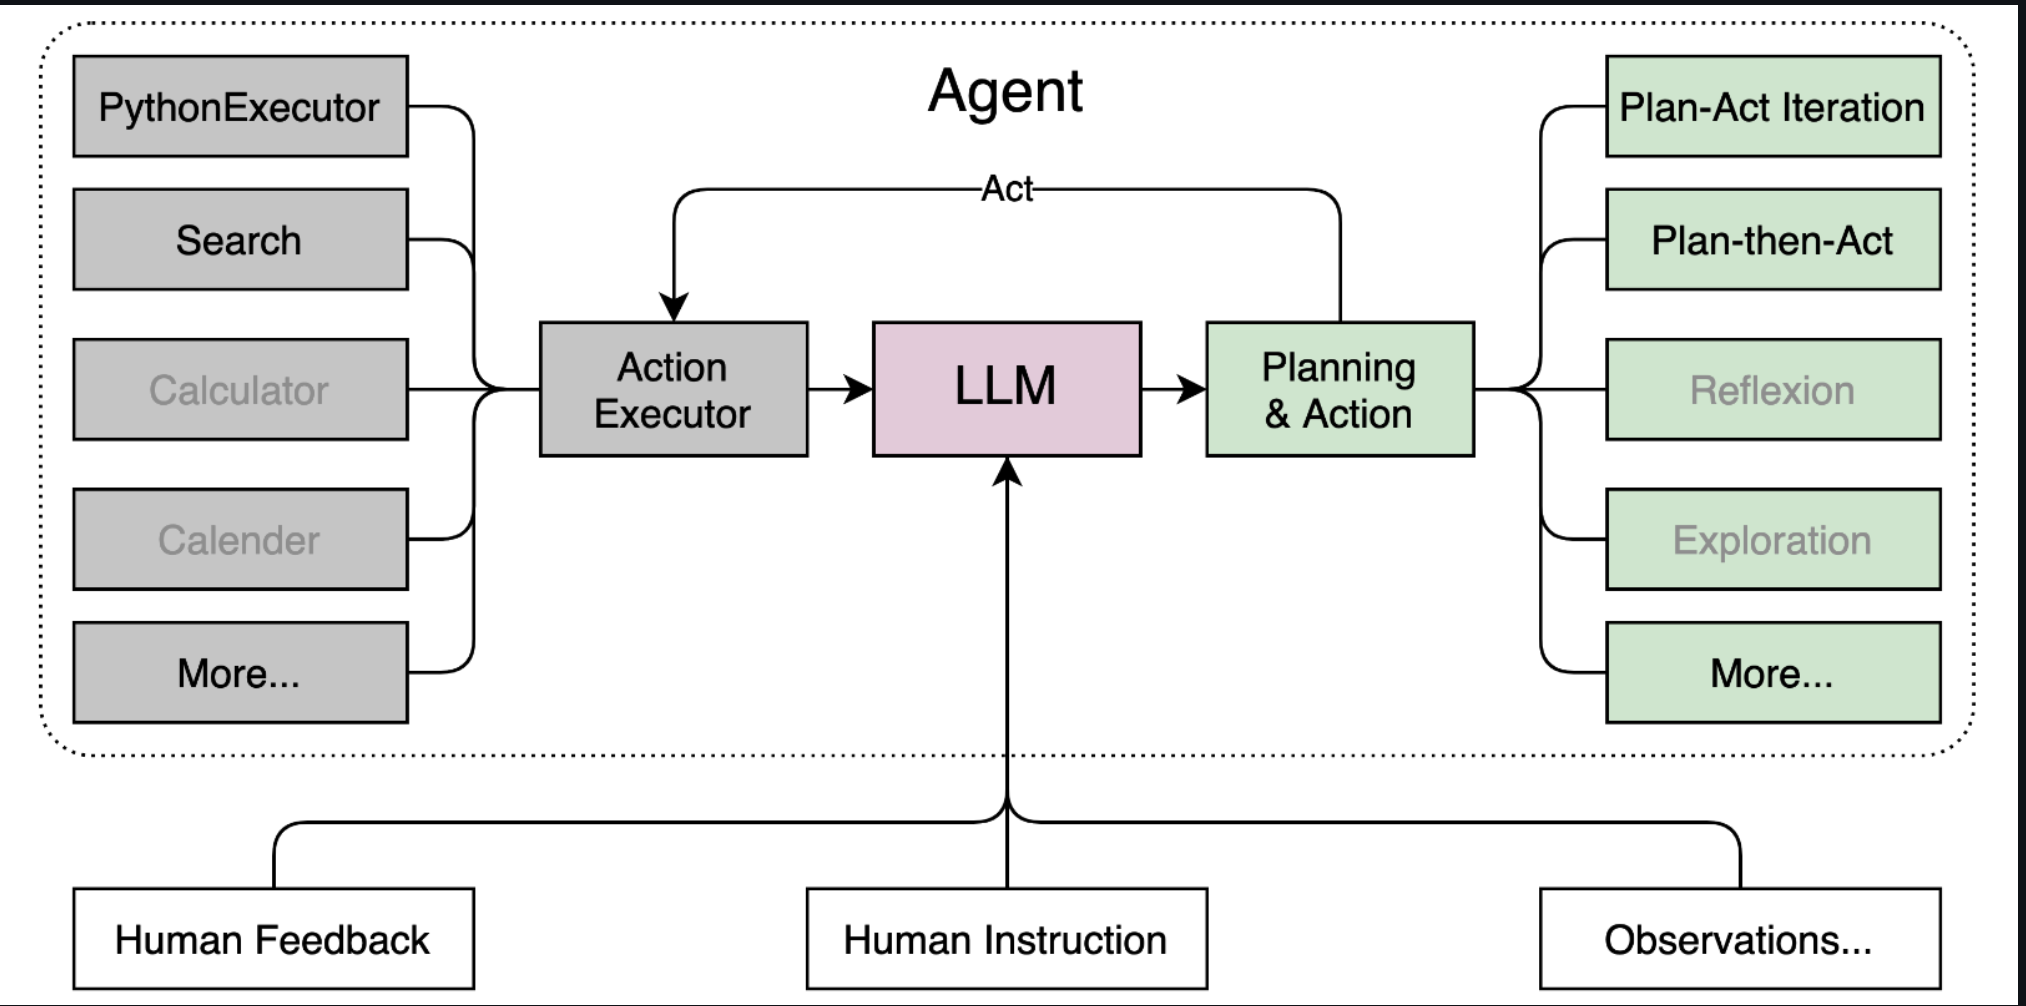 Agent
PythonExecutor
Search
Calculator
Calender
More...
Act
Action
Executor
LLM
Planning
& Action
Plan-Act Iteration
Plan-then-Act
Reflexion
Exploration
More...
Human Feedback
Human Instruction
Observations...